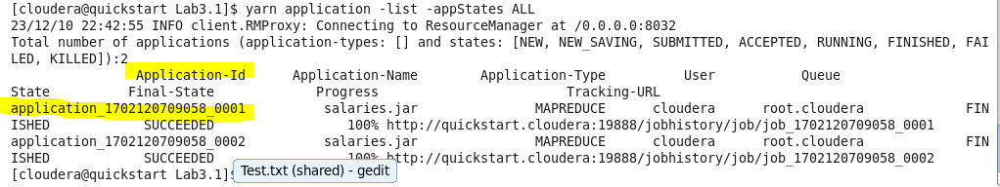 [cloudera@quickstart Lab3.1]$ yarn application -list -appStates ALL
23/12/10 22:42:55 INFO client.RMProxy: Connecting to ResourceManager at /0.0.0.0:8032
Total number of applications (application-types: [] and states: [NEW, NEW_SAVING, SUBMITTED, ACCEPTED, RUNNING, FINISHED, FAI
LED, KILLED]):2
Application-Id Application-Name Application-Type User Queue
State Final-State Progress Tracking-URL
application_1702120709058_0001 salaries.jar MAPREDUCE cloudera root.cloudera FIN
ISHED SUCCEEDED 100% http://quickstart.cloudera:19888/jobhistory/job/job_1702120709058_0001
application_1702120709058_0002 salaries.jar MAPREDUCE cloudera root.cloudera FIN
ISHED SUCCEEDED 100% http://quickstart.cloudera:19888/jobhistory/job/job_1702120709058_0002
[cloudera@quickstart Lab3.1]$
Test.txt (shared) - gedit